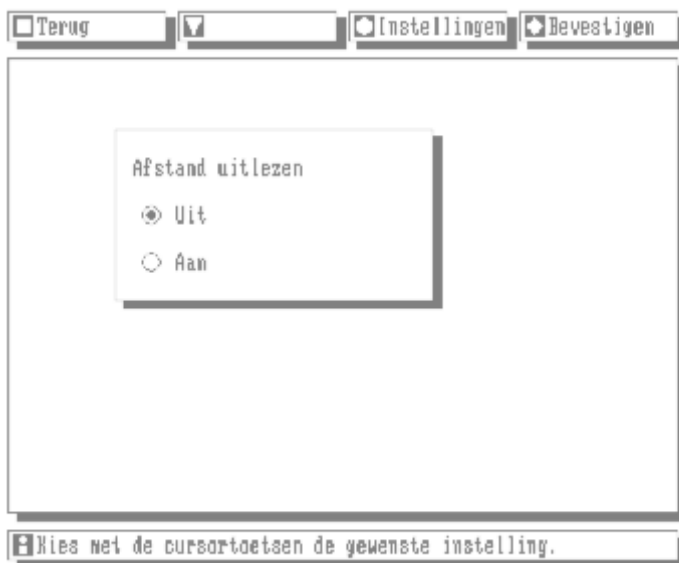 Terug Instellingen Bevestigen
Afstand uitlezen
Uit
Aan
Kies met de cursortoetsen de gewenste instelling.